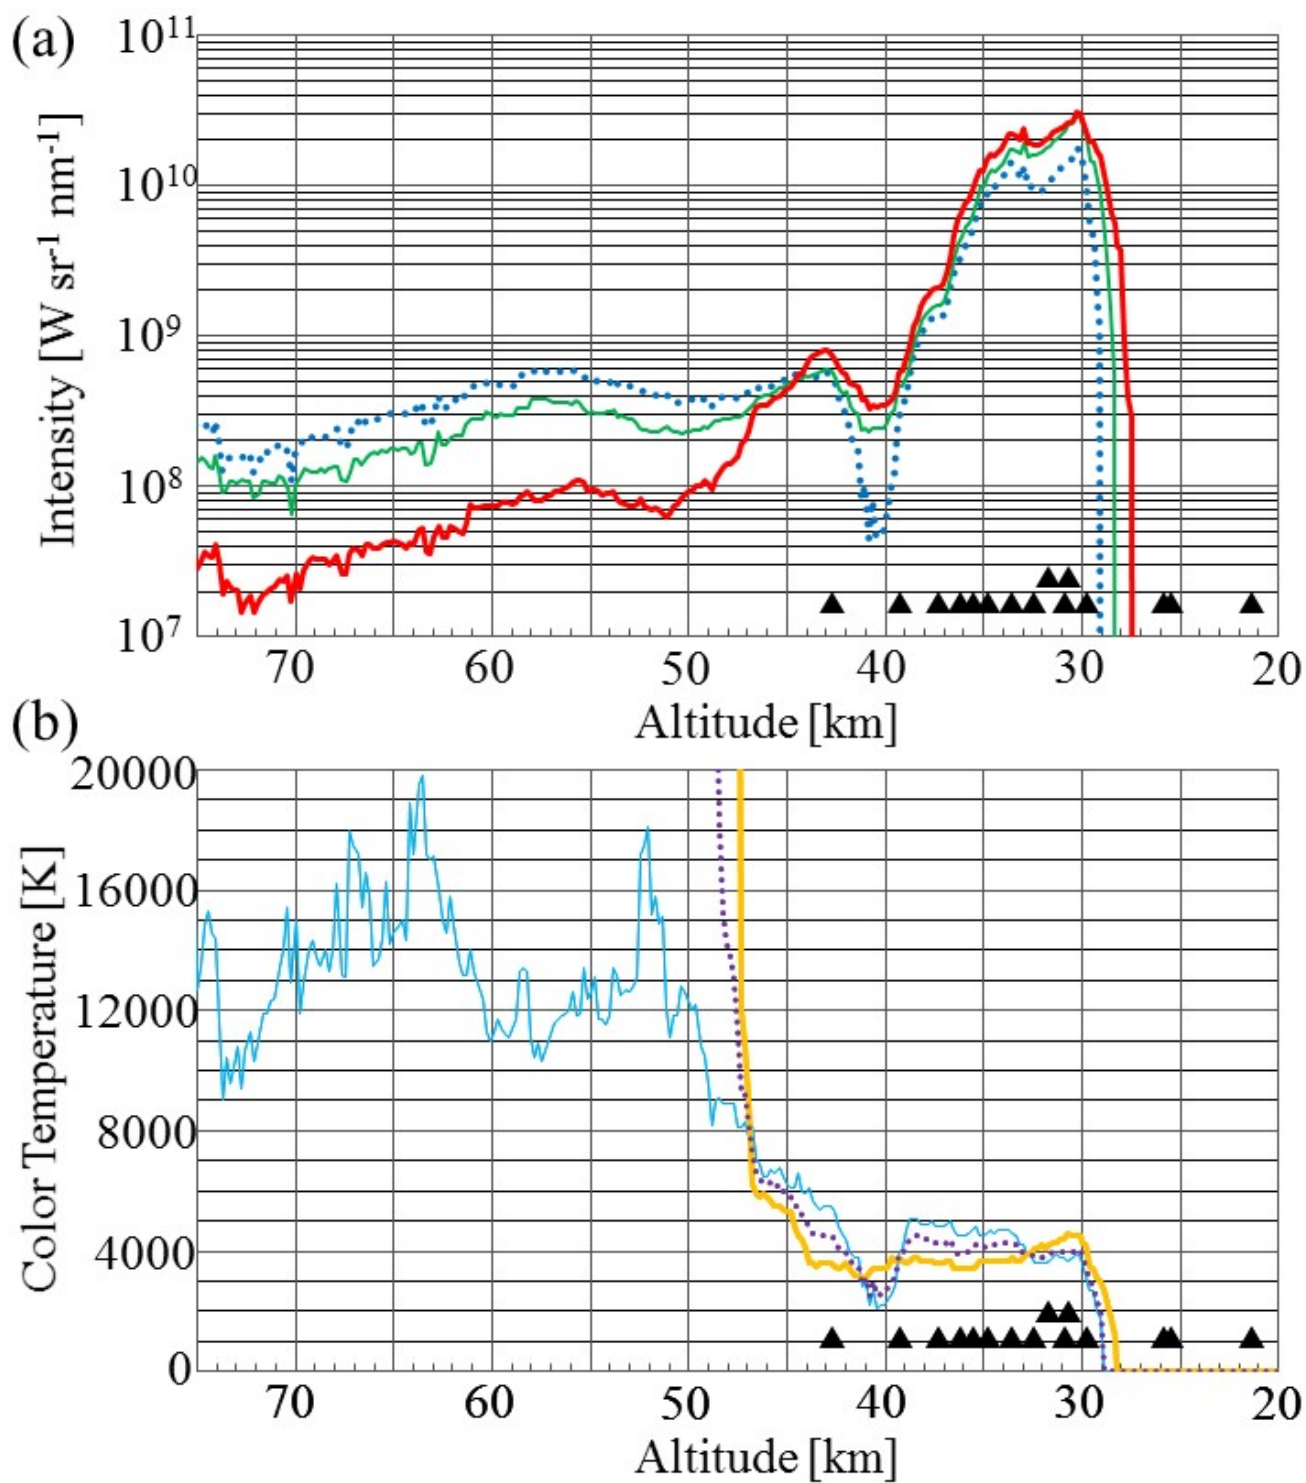 (a)
Intensity [W sr⁻¹ nm⁻¹]
10¹¹
10¹⁰
10⁹
10⁸
10⁷
70 60 50 40 30 20
Altitude [km]
(b)
Color Temperature [K]
20000
16000
12000
8000
4000
0
70 60 50 40 30 20
Altitude [km]